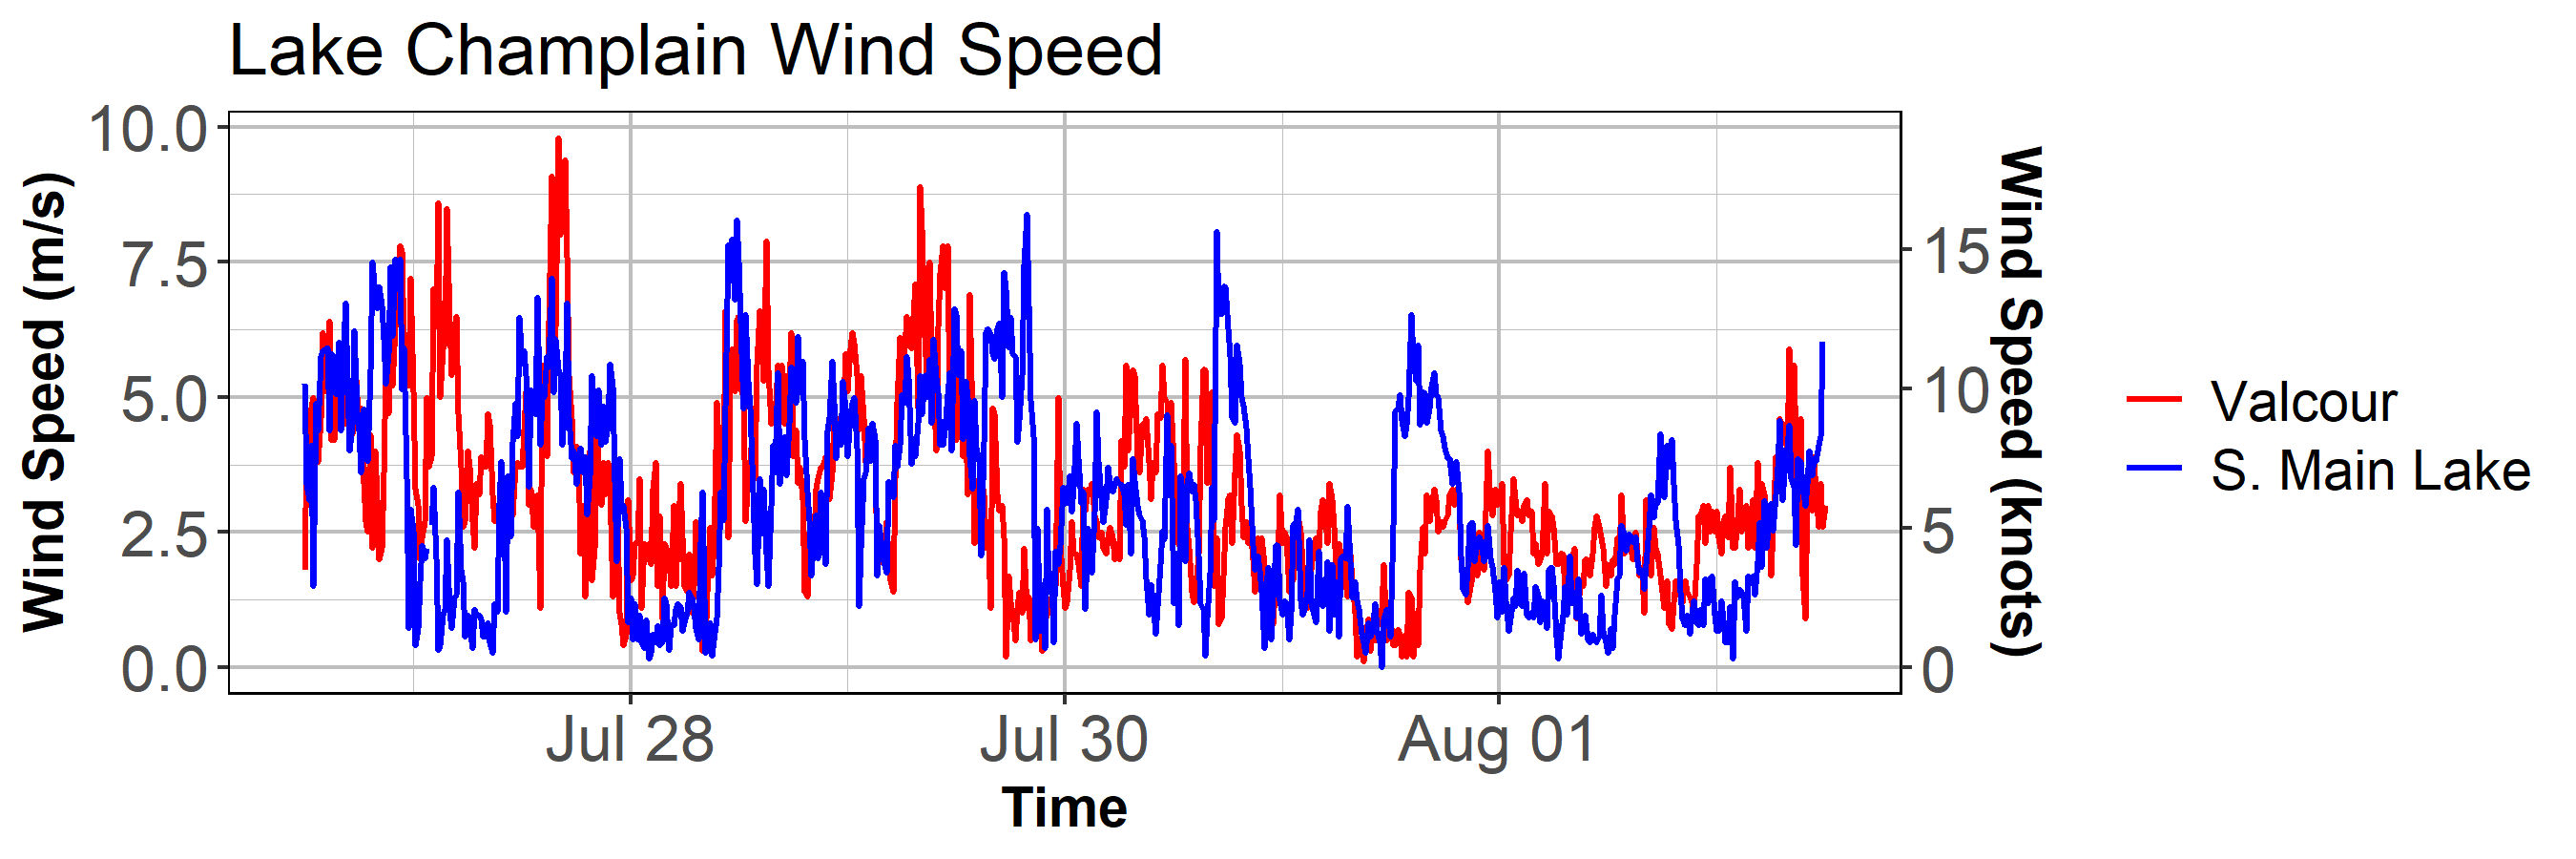 Lake Champlain Wind Speed
Wind Speed (m/s)
10.0
7.5
5.0
2.5
0.0
15
10
5
0
Wind Speed (knots)
Jul 28
Jul 30
Aug 01
Time
Valcour
S. Main Lake